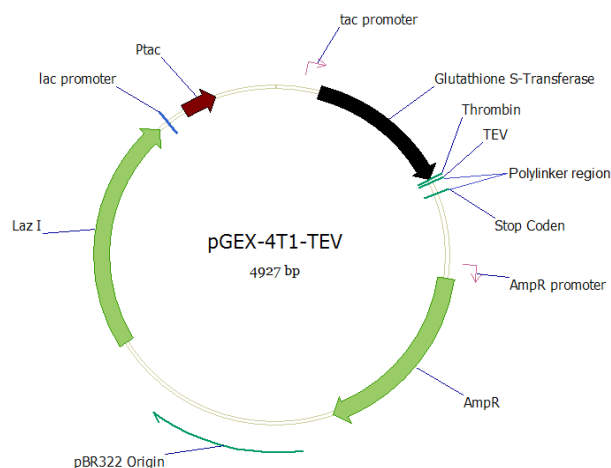 tac promoter
Ptac
lac promoter
Glutathione S-Transferase
Thrombin
TEV
Polylinker region
Stop Coden
Laz I
pGEX-4T1-TEV
4927 bp
AmpR promoter
AmpR
pBR322 Origin